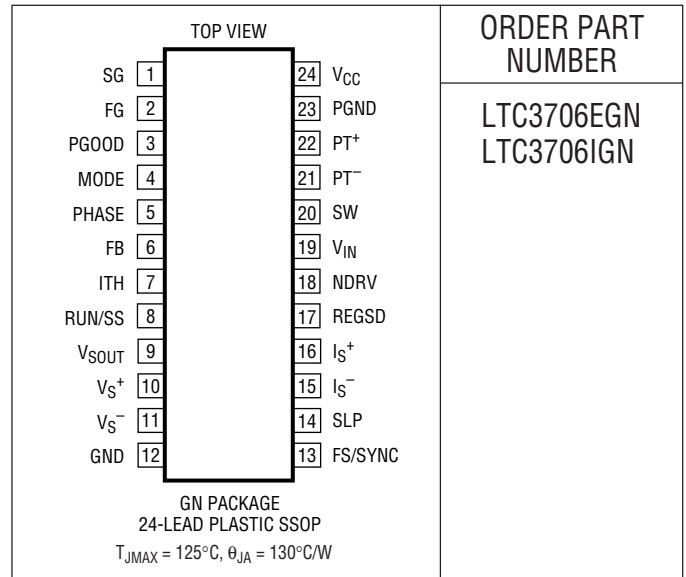 TOP VIEW
SG 1
FG 2
PGOOD 3
MODE 4
PHASE 5
FB 6
ITH 7
RUN/SS 8
VSOUT 9
VS+ 10
VS– 11
GND 12
24 VCC
23 PGND
22 PT+
21 PT–
20 SW
19 VIN
18 NDRV
17 REGSD
16 IS+
15 IS–
14 SLP
13 FS/SYNC
GN PACKAGE
24-LEAD PLASTIC SSOP
TJMAX = 125°C, θJA = 130°C/W
ORDER PART
NUMBER
LTC3706EGN
LTC3706IGN